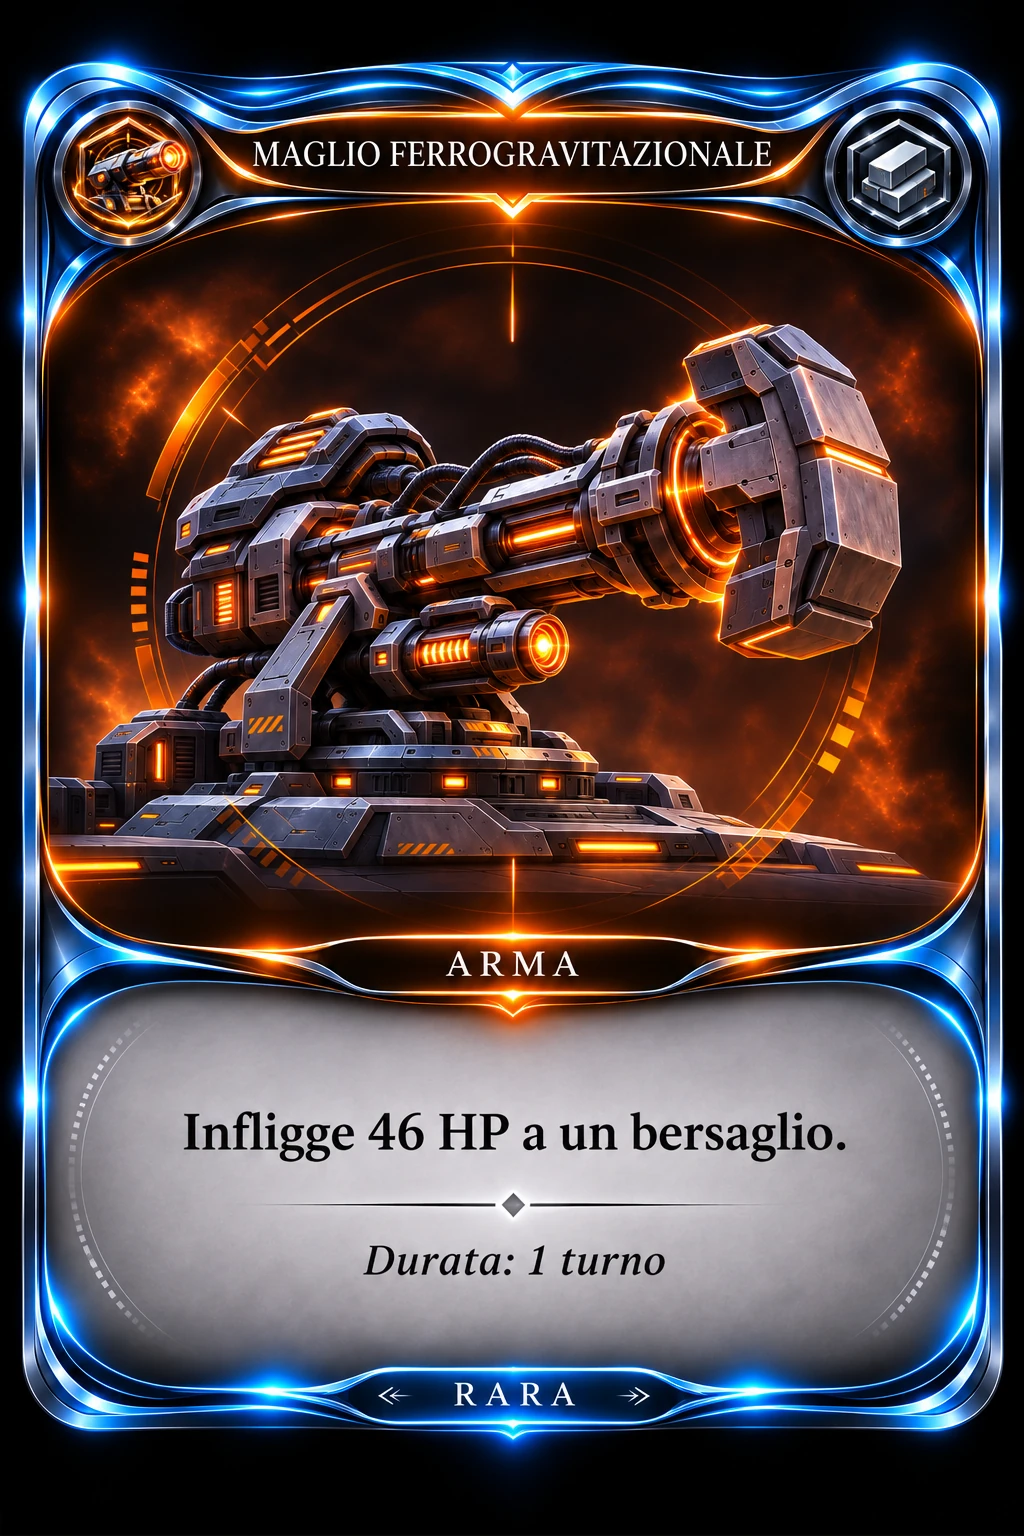 MAGLIO FERROGRAVITAZIONALE
ARMA
Infligge 46 HP a un bersaglio.
Durata: 1 turno
RARA